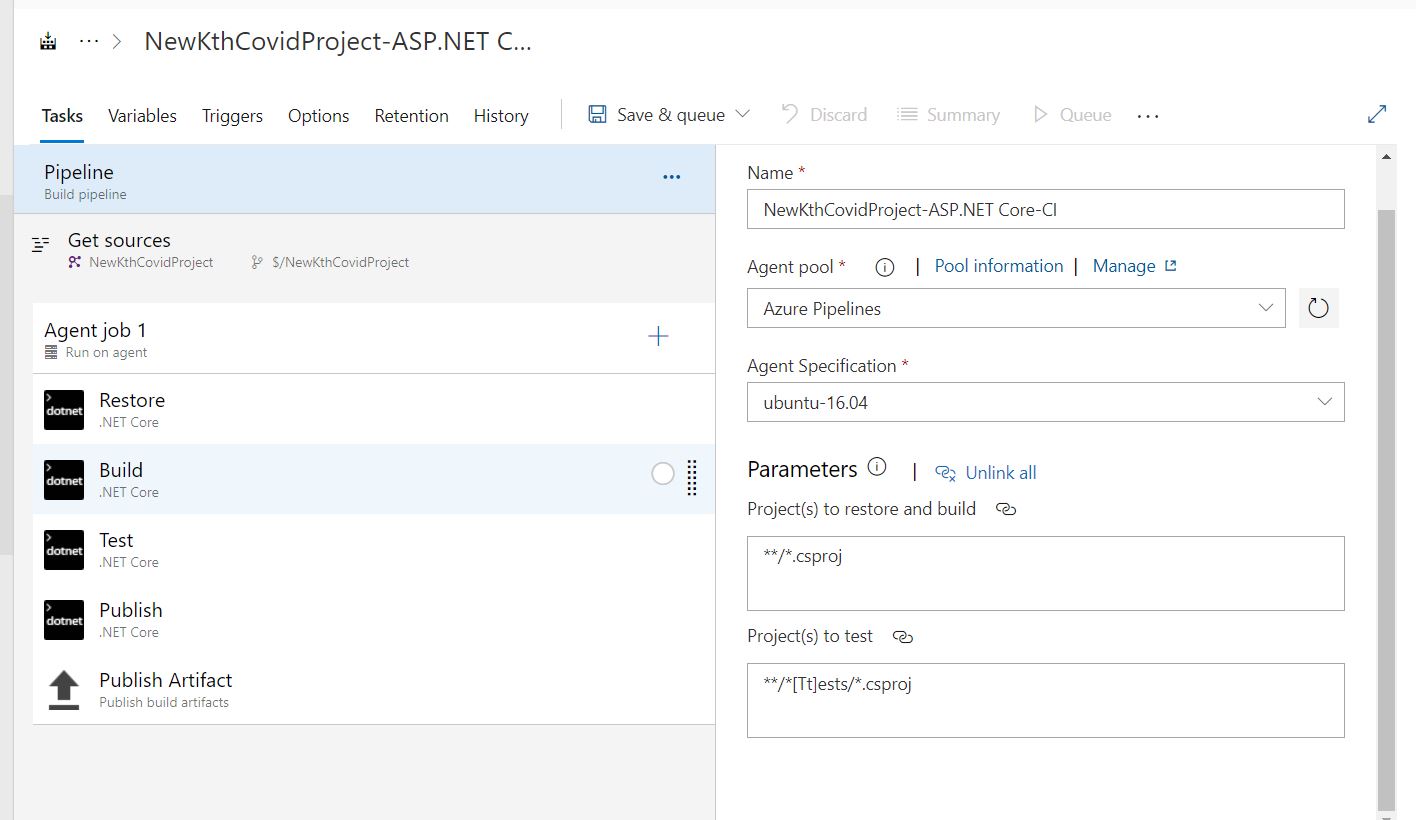 ... > NewKthCovidProject-ASP.NET C...
Tasks Variables Triggers Options Retention History Save & queue Discard Summary Queue ...
Pipeline
Build pipeline
...
Get sources
NewKthCovidProject $/NewKthCovidProject
Agent job 1
Run on agent
>
dotnet
Restore
.NET Core
>
dotnet
Build
.NET Core
>
dotnet
Test
.NET Core
>
dotnet
Publish
.NET Core
Publish Artifact
Publish build artifacts
Name *
NewKthCovidProject-ASP.NET Core-CI
Agent pool * | Pool information | Manage
Azure Pipelines
Agent Specification *
ubuntu-16.04
Parameters | Unlink all
Project(s) to restore and build
**/*.csproj
Project(s) to test
**/*[Tt]ests/*.csproj